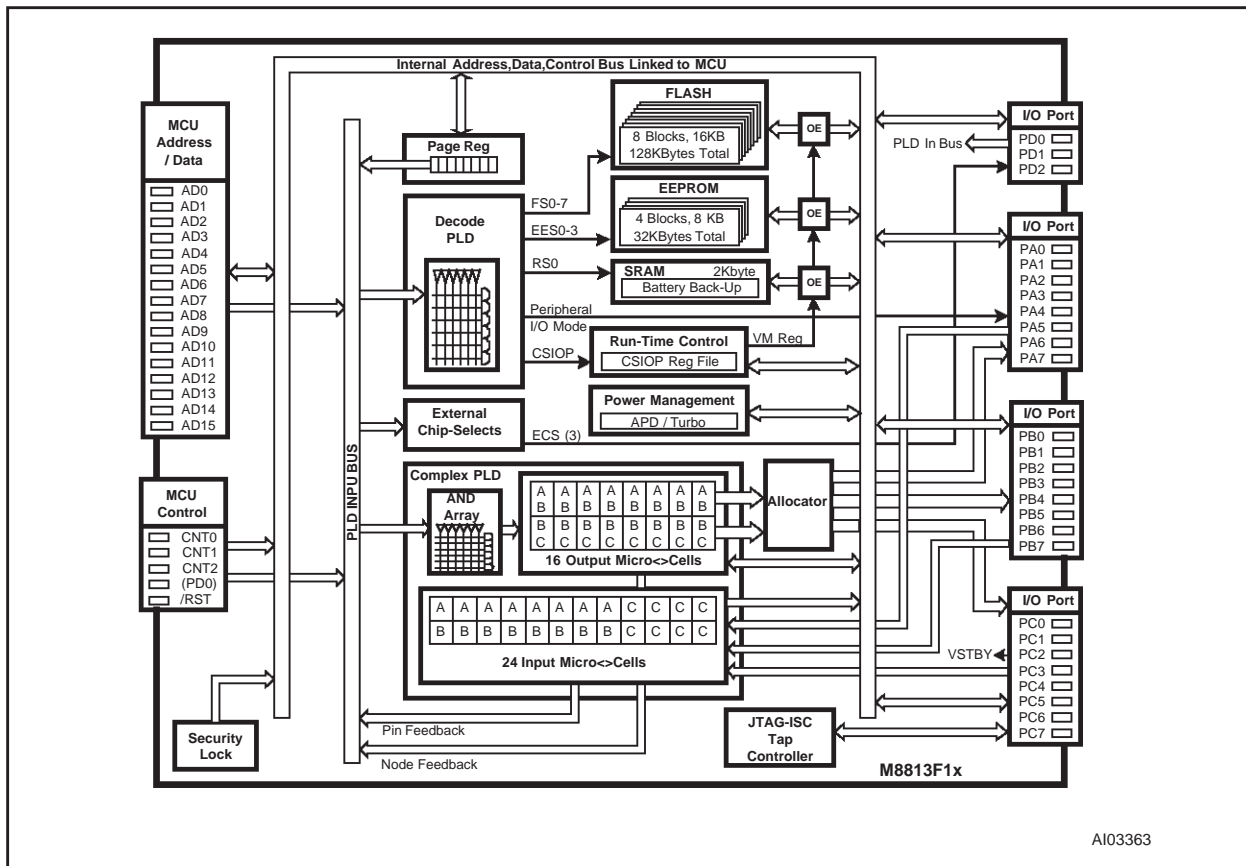 Internal Address,Data,Control Bus Linked to MCU
MCU
Address
/ Data
AD0
AD1
AD2
AD3
AD4
AD5
AD6
AD7
AD8
AD9
AD10
AD11
AD12
AD13
AD14
AD15
MCU
Control
CNT0
CNT1
CNT2
(PD0)
/RST
Security
Lock
PLD INPU BUS
Page Reg
Decode
PLD
FS0-7
EES0-3
RS0
Peripheral
I/O Mode
CSIOP
External
Chip-Selects
ECS (3)
FLASH
8 Blocks, 16KB
128KBytes Total
EEPROM
4 Blocks, 8 KB
32KBytes Total
SRAM 2Kbyte
Battery Back-Up
OE
OE
OE
Run-Time Control
CSIOP Reg File
VM Reg
Power Management
APD / Turbo
Complex PLD
AND
Array
A A A A A A A A
B B B B B B B B
B B B B B B B B
C C C C C C C C
16 Output Micro<>Cells
Allocator
A A A A A A A A C C C C
B B B B B B B B C C C C
24 Input Micro<>Cells
Pin Feedback
Node Feedback
JTAG-ISC
Tap
Controller
I/O Port
PLD In Bus
PD0
PD1
PD2
I/O Port
PA0
PA1
PA2
PA3
PA4
PA5
PA6
PA7
I/O Port
PB0
PB1
PB2
PB3
PB4
PB5
PB6
PB7
I/O Port
PC0
PC1
VSTBY
PC2
PC3
PC4
PC5
PC6
PC7
M8813F1x
AI03363